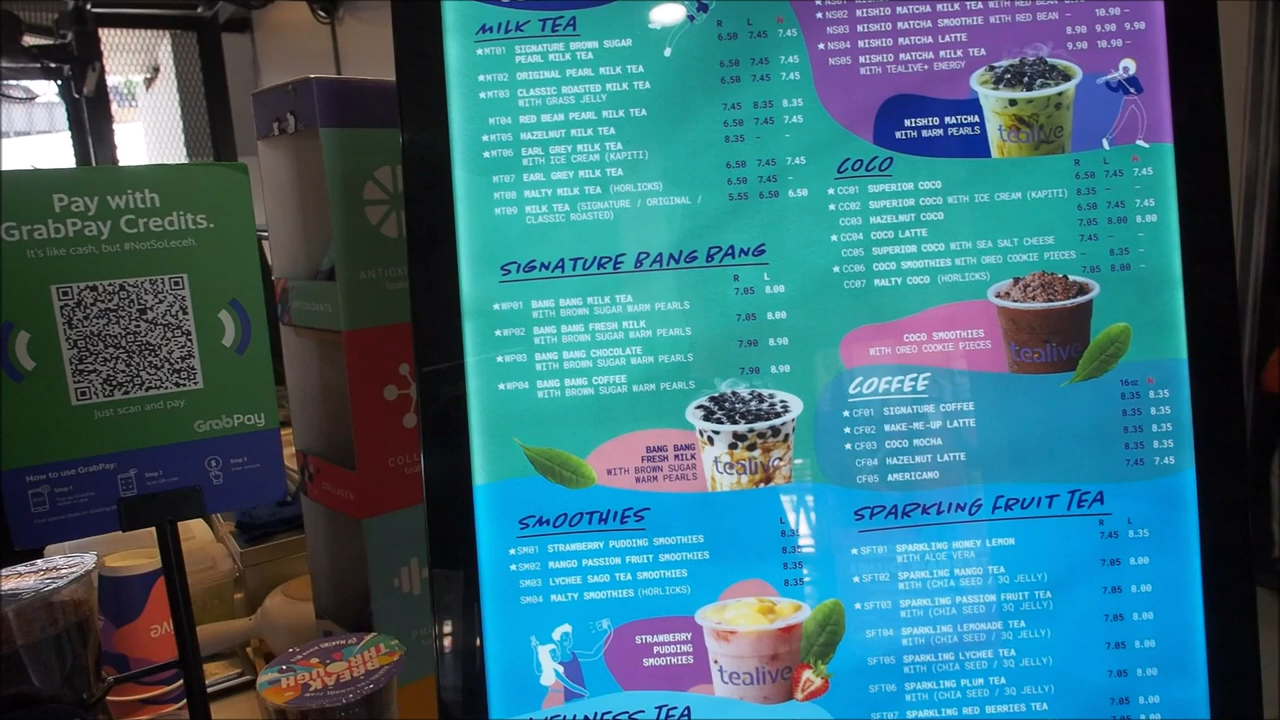 Pay with
GrabPay Credits.
It's like cash, but #NotSoLeceh.
Just scan and pay.
GrabPay
How to use GrabPay:
Step 1
Step 2
Step 3
COLLAGEN
BREAK
THROUGH
MILK TEA
R L H
★MT01 SIGNATURE BROWN SUGAR 6.50 7.45 7.45
PEARL MILK TEA
★MT02 ORIGINAL PEARL MILK TEA 6.50 7.45 7.45
★MT03 CLASSIC ROASTED MILK TEA 6.50 7.45 7.45
WITH GRASS JELLY
MT04 RED BEAN PEARL MILK TEA 7.45 8.35 8.35
★MT05 HAZELNUT MILK TEA 6.50 7.45 7.45
★MT06 EARL GREY MILK TEA 8.35 - -
WITH ICE CREAM (KAPITI)
MT07 EARL GREY MILK TEA 6.50 7.45 7.45
MT08 MALTY MILK TEA (HORLICKS) 6.50 7.45 -
MT09 MILK TEA (SIGNATURE / ORIGINAL / 5.55 6.50 6.50
CLASSIC ROASTED)
SIGNATURE BANG BANG
R L
★WP01 BANG BANG MILK TEA 7.05 8.00
WITH BROWN SUGAR WARM PEARLS
★WP02 BANG BANG FRESH MILK 7.05 8.00
WITH BROWN SUGAR WARM PEARLS
★WP03 BANG BANG CHOCOLATE 7.90 8.90
WITH BROWN SUGAR WARM PEARLS
★WP04 BANG BANG COFFEE 7.90 8.90
WITH BROWN SUGAR WARM PEARLS
BANG BANG
FRESH MILK
WITH BROWN SUGAR
WARM PEARLS
tealive
SMOOTHIES
L
★SM01 STRAWBERRY PUDDING SMOOTHIES 8.35
★SM02 MANGO PASSION FRUIT SMOOTHIES 8.35
SM03 LYCHEE SAGO TEA SMOOTHIES 8.35
SM04 MALTY SMOOTHIES (HORLICKS) 8.35
STRAWBERRY
PUDDING
SMOOTHIES
tealive
WELLNESS TEA
★NS02 NISHIO MATCHA MILK TEA WITH RED BEAN
NS03 NISHIO MATCHA SMOOTHIE WITH RED BEAN - 10.90 -
★NS04 NISHIO MATCHA LATTE 8.90 9.90 9.90
NS05 NISHIO MATCHA MILK TEA 9.90 10.90 -
WITH TEALIVE+ ENERGY
NISHIO MATCHA
WITH WARM PEARLS
tealive
COCO
R L H
★CC01 SUPERIOR COCO 6.50 7.45 7.45
★CC02 SUPERIOR COCO WITH ICE CREAM (KAPITI) 8.35 - -
CC03 HAZELNUT COCO 6.50 7.45 7.45
★CC04 COCO LATTE 7.05 8.00 8.00
CC05 SUPERIOR COCO WITH SEA SALT CHEESE 7.45 - -
★CC06 COCO SMOOTHIES WITH OREO COOKIE PIECES - 8.35 -
CC07 MALTY COCO (HORLICKS) 7.05 8.00 -
COCO SMOOTHIES
WITH OREO COOKIE PIECES
tealive
COFFEE
16oz H
★CF01 SIGNATURE COFFEE 8.35 8.35
★CF02 WAKE-ME-UP LATTE 8.35 8.35
★CF03 COCO MOCHA 8.35 8.35
CF04 HAZELNUT LATTE 8.35 8.35
CF05 AMERICANO 7.45 7.45
SPARKLING FRUIT TEA
R L
★SFT01 SPARKLING HONEY LEMON 7.45 8.35
WITH ALOE VERA
★SFT02 SPARKLING MANGO TEA 7.05 8.00
WITH (CHIA SEED / 3Q JELLY)
★SFT03 SPARKLING PASSION FRUIT TEA 7.05 8.00
WITH (CHIA SEED / 3Q JELLY)
SFT04 SPARKLING LEMONADE TEA 7.05 8.00
WITH (CHIA SEED / 3Q JELLY)
SFT05 SPARKLING LYCHEE TEA 7.05 8.00
WITH (CHIA SEED / 3Q JELLY)
SFT06 SPARKLING PLUM TEA 7.05 8.00
WITH (CHIA SEED / 3Q JELLY)
SFT07 SPARKLING RED BERRIES TEA 7.05 8.00